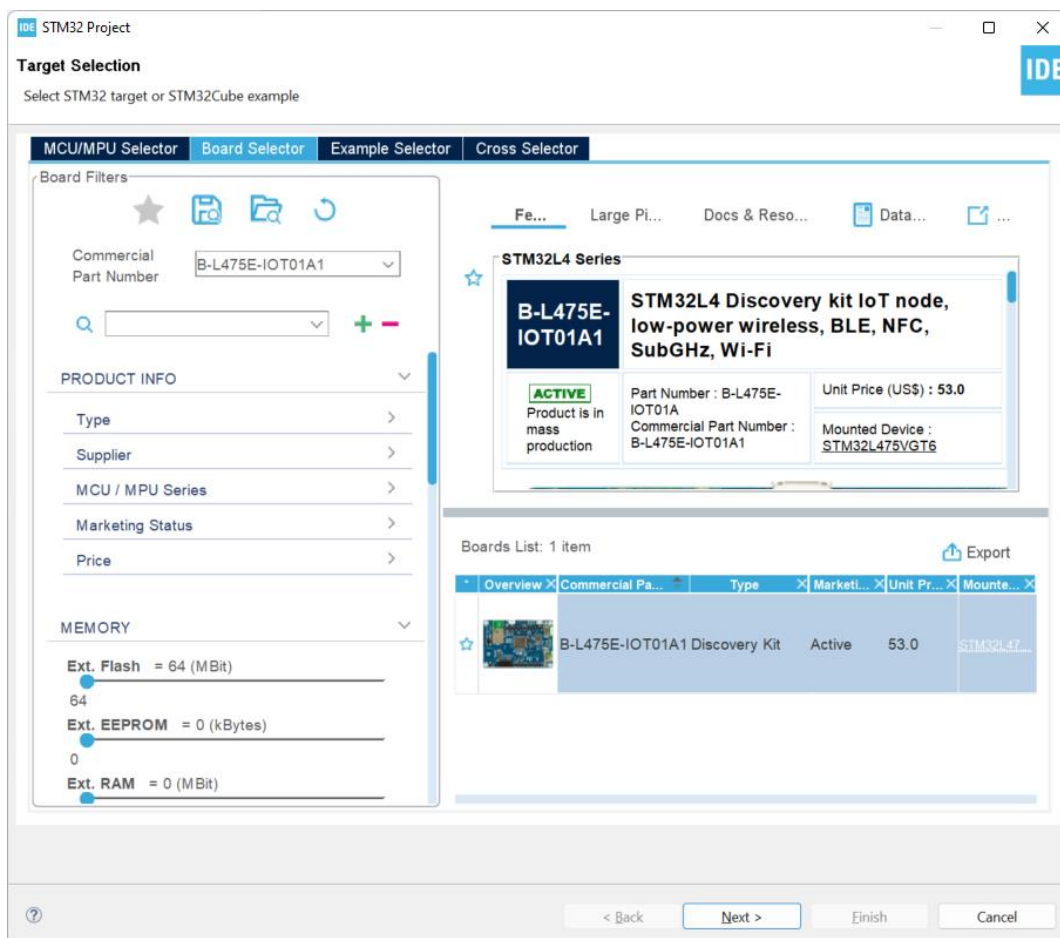 IDE STM32 Project
Target Selection
IDE
Select STM32 target or STM32Cube example
MCU/MPU Selector
Board Selector
Example Selector
Cross Selector
Board Filters
Commercial
Part Number
B-L475E-IOT01A1
PRODUCT INFO
Type
Supplier
MCU / MPU Series
Marketing Status
Price
MEMORY
Ext. Flash = 64 (MBit)
64
Ext. EEPROM = 0 (kBytes)
0
Ext. RAM = 0 (MBit)
Fe...
Large Pi...
Docs & Reso...
Data...
...
STM32L4 Series
B-L475E-
IOT01A1
STM32L4 Discovery kit IoT node,
low-power wireless, BLE, NFC,
SubGHz, Wi-Fi
ACTIVE
Product is in
mass
production
Part Number : B-L475E-
IOT01A
Commercial Part Number :
B-L475E-IOT01A1
Unit Price (US$) : 53.0
Mounted Device :
STM32L475VGT6
Boards List: 1 item
Export
* Overview X Commercial Pa... Type X Marketi... X Unit Pr... X Mounte... X
B-L475E-IOT01A1 Discovery Kit Active 53.0 STM32L47...
< Back
Next >
Finish
Cancel